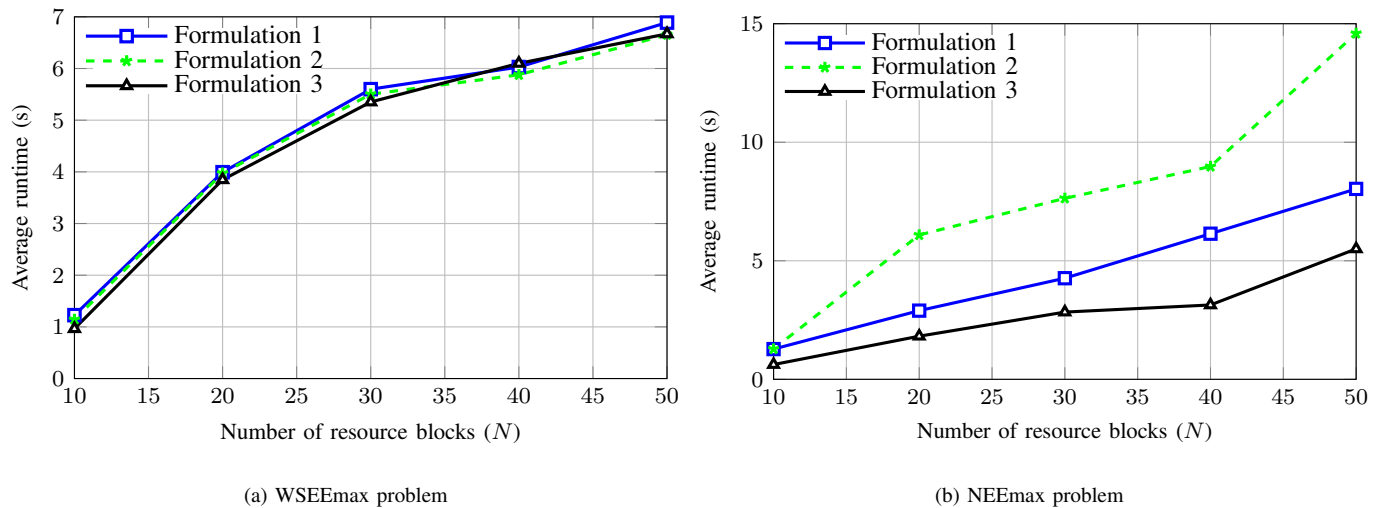 7
6
5
4
3
2
1
0
Average runtime (s)
Formulation 1
Formulation 2
Formulation 3
10 15 20 25 30 35 40 45 50
Number of resource blocks (N)
(a) WSEEmax problem
15
10
5
0
Average runtime (s)
Formulation 1
Formulation 2
Formulation 3
10 15 20 25 30 35 40 45 50
Number of resource blocks (N)
(b) NEEmax problem